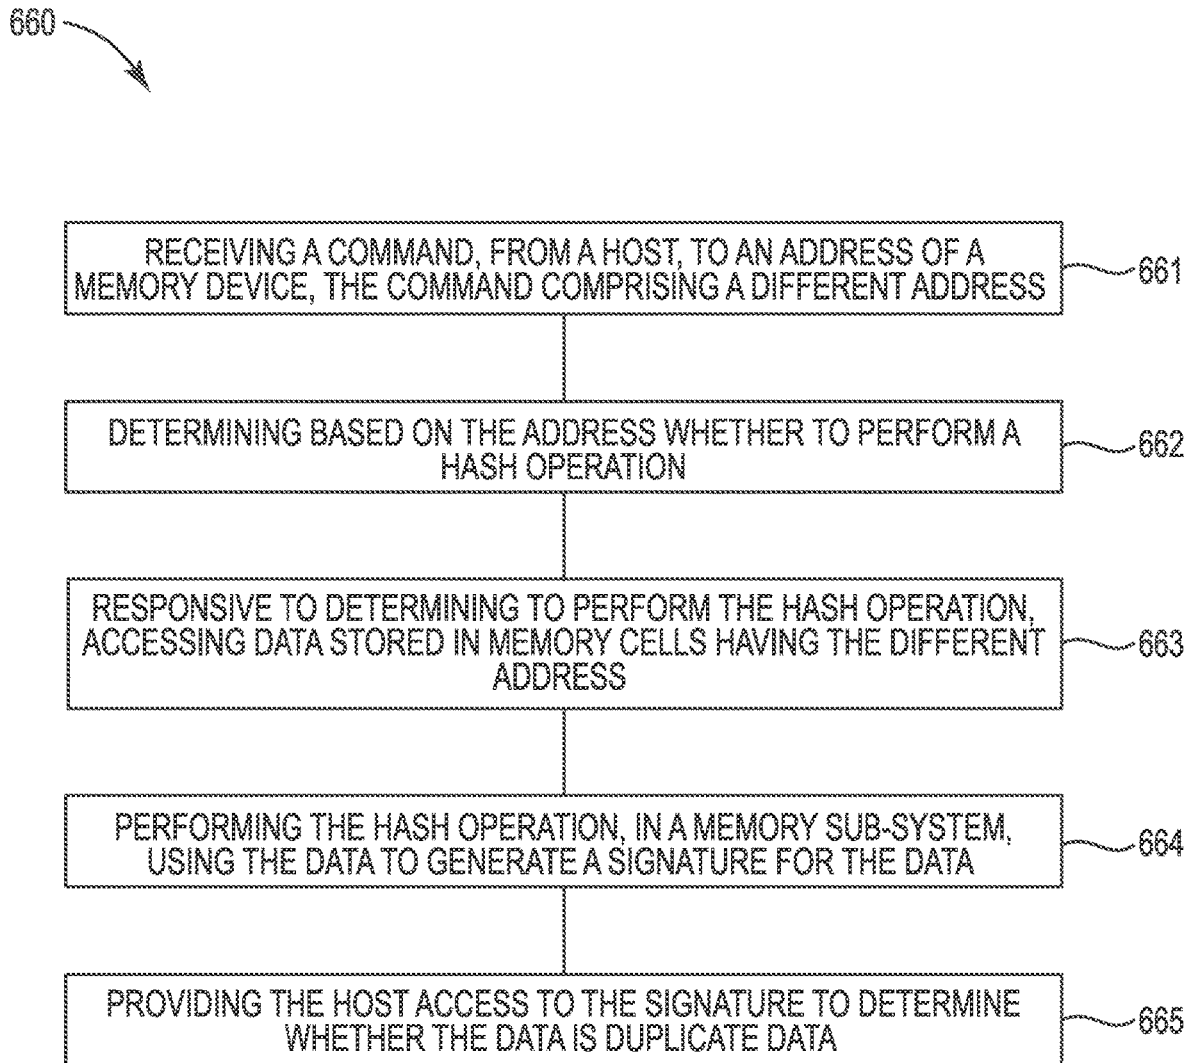 660
RECEIVING A COMMAND, FROM A HOST, TO AN ADDRESS OF A
MEMORY DEVICE, THE COMMAND COMPRISING A DIFFERENT ADDRESS
661
DETERMINING BASED ON THE ADDRESS WHETHER TO PERFORM A
HASH OPERATION
662
RESPONSIVE TO DETERMINING TO PERFORM THE HASH OPERATION,
ACCESSING DATA STORED IN MEMORY CELLS HAVING THE DIFFERENT
ADDRESS
663
PERFORMING THE HASH OPERATION, IN A MEMORY SUB-SYSTEM,
USING THE DATA TO GENERATE A SIGNATURE FOR THE DATA
664
PROVIDING THE HOST ACCESS TO THE SIGNATURE TO DETERMINE
WHETHER THE DATA IS DUPLICATE DATA
665